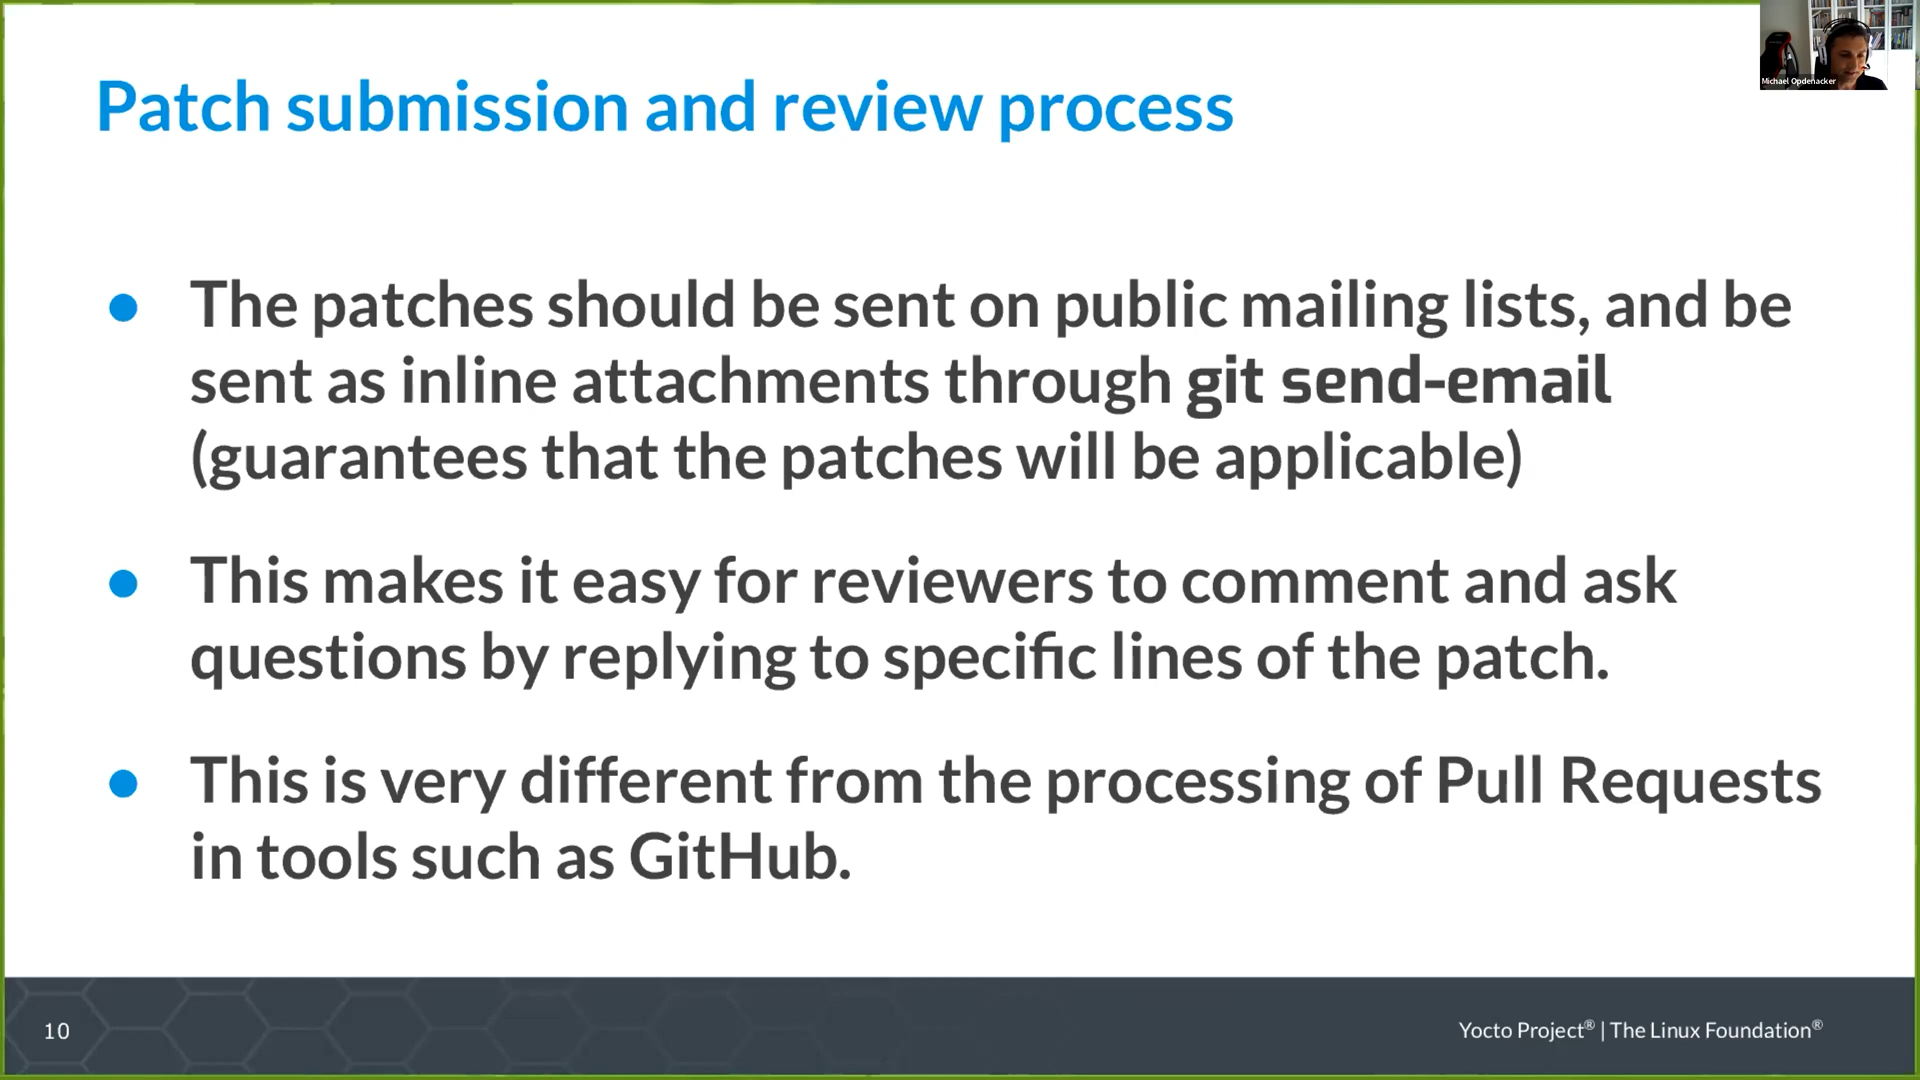 Michael Opdenacker
Patch submission and review process
● The patches should be sent on public mailing lists, and be
sent as inline attachments through git send-email
(guarantees that the patches will be applicable)
● This makes it easy for reviewers to comment and ask
questions by replying to specific lines of the patch.
● This is very different from the processing of Pull Requests
in tools such as GitHub.
10
Yocto Project® | The Linux Foundation®